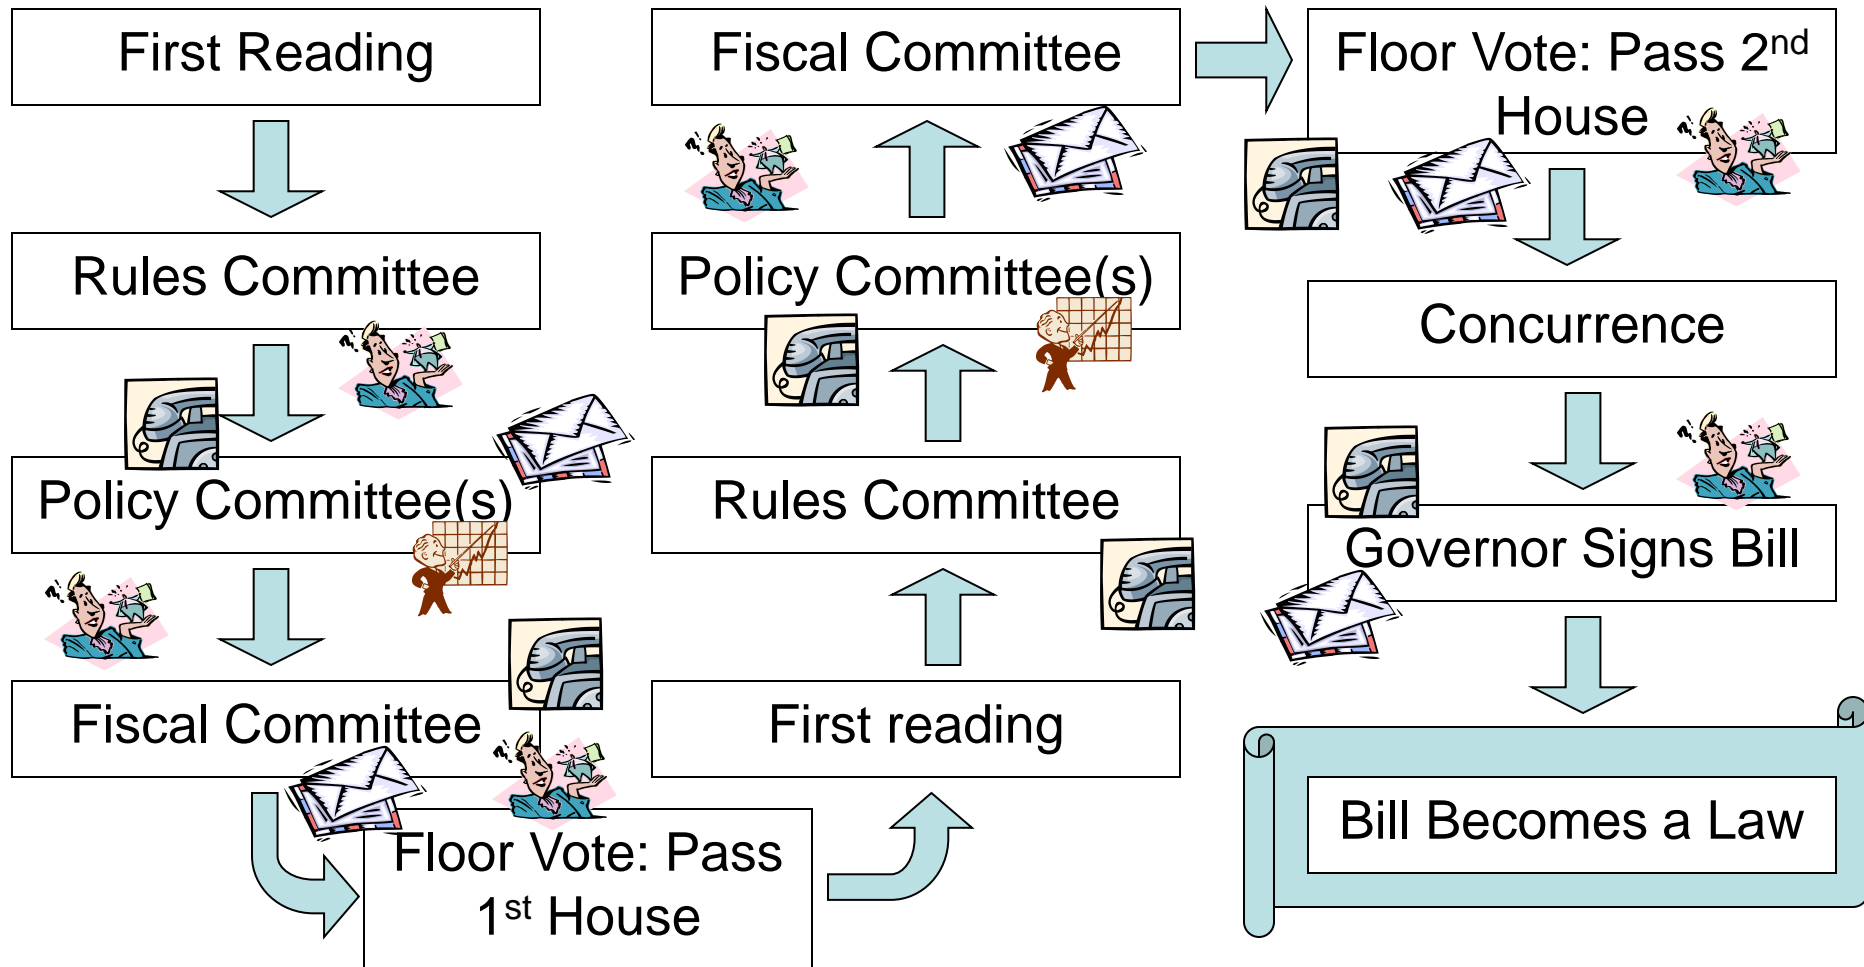 First Reading
Rules Committee
Policy Committee(s)
Fiscal Committee
Floor Vote: Pass
1st House
First reading
Rules Committee
Policy Committee(s)
Fiscal Committee
Floor Vote: Pass 2nd
House
Concurrence
Governor Signs Bill
Bill Becomes a Law